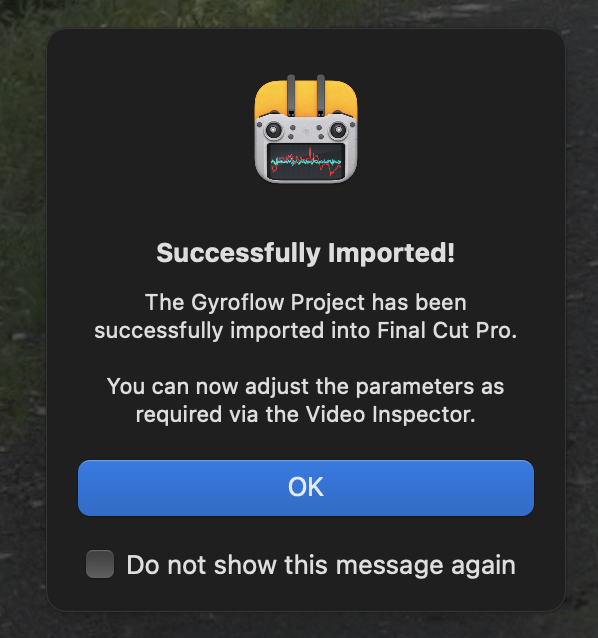 Successfully Imported!
The Gyroflow Project has been
successfully imported into Final Cut Pro.
You can now adjust the parameters as
required via the Video Inspector.
OK
Do not show this message again